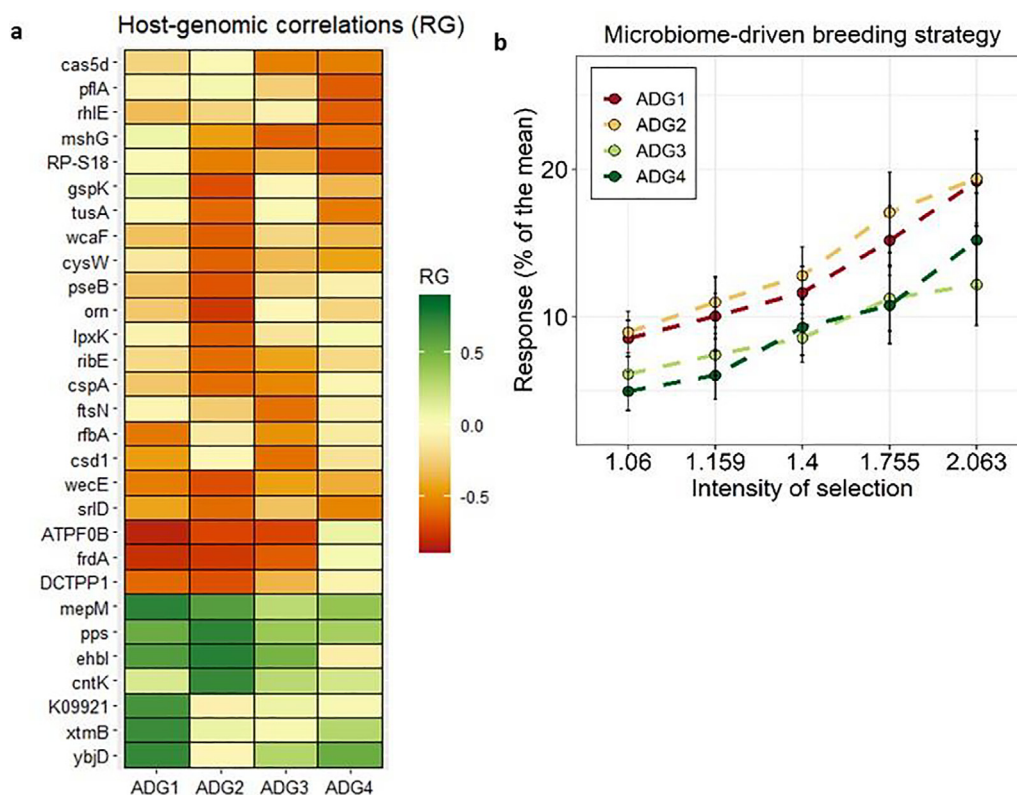 a
Host-genomic correlations (RG)
cas5d
pflA
rhlE
mshG
RP-S18
gspK
tusA
wcaF
cysW
pseB
orn
lpxK
ribE
cspA
ftsN
rfbA
csd1
wecE
srlD
ATPF0B
frdA
DCTPP1
mepM
pps
ehbI
cntK
K09921
xtmB
ybjD
ADG1 ADG2 ADG3 ADG4
RG
0.5
0.0
-0.5
b
Microbiome-driven breeding strategy
ADG1
ADG2
ADG3
ADG4
Response (% of the mean)
20
10
1.06 1.159 1.4 1.755 2.063
Intensity of selection